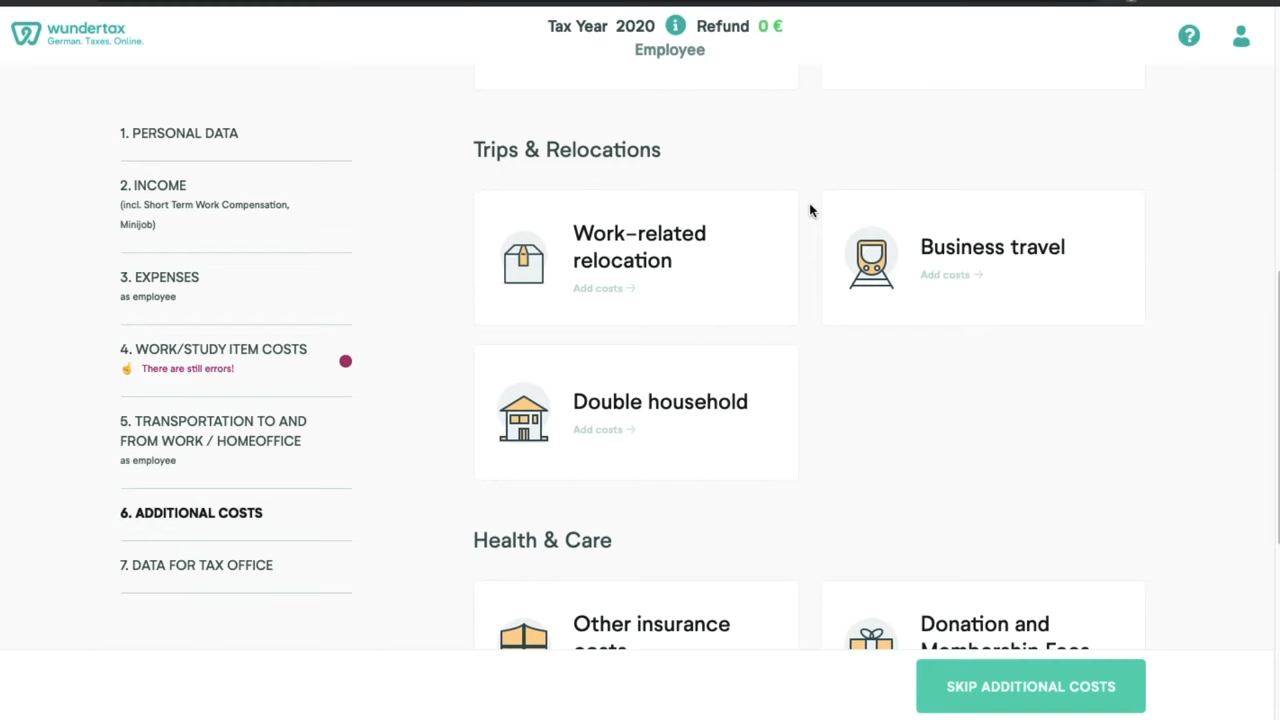 wundertax
German. Taxes. Online.
Tax Year 2020 i Refund 0 €
Employee
?
1. PERSONAL DATA
2. INCOME
(incl. Short Term Work Compensation,
Minijob)
3. EXPENSES
as employee
4. WORK/STUDY ITEM COSTS
☝ There are still errors!
5. TRANSPORTATION TO AND
FROM WORK / HOMEOFFICE
as employee
6. ADDITIONAL COSTS
7. DATA FOR TAX OFFICE
Trips & Relocations
Work-related
relocation
Add costs →
Business travel
Add costs →
Double household
Add costs →
Health & Care
Other insurance
costs
Donation and
Membership Fees
SKIP ADDITIONAL COSTS